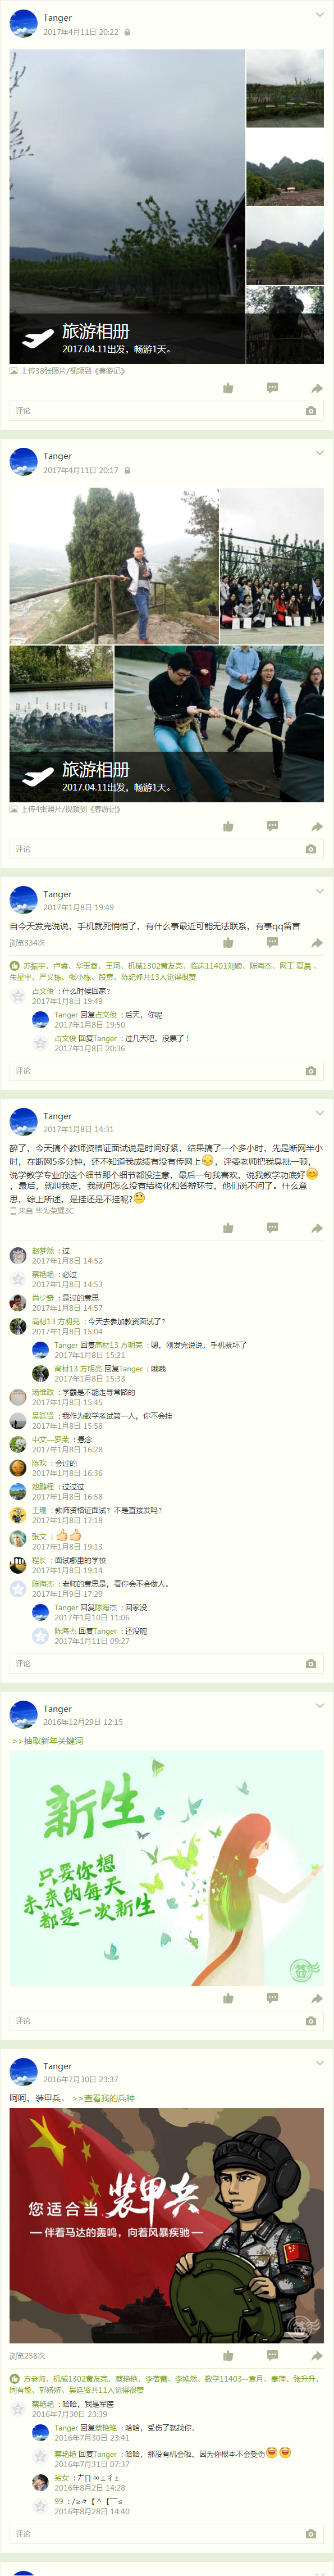 Tanger
2017年4月11日 20:22
旅游相册
2017.04.11出发，畅游1天。
上传38张照片/视频到《春游记》
评论
Tanger
2017年4月11日 20:17
旅游相册
2017.04.11出发，畅游1天。
上传4张照片/视频到《春游记》
评论
Tanger
2017年1月8日 19:49
自今天发完说说，手机就死悄悄了，有什么事最近可能无法联系，有事qq留言
浏览334次
苏振宇、卢睿、华玉香、王珂、机械1302黄友亮、临床11401刘顺、陈海杰、网工 夏晨、
朱星宇、严义栋、张小栋、段意、陈妃修共13人觉得很赞
占文俊 ：什么时候回家？
2017年1月8日 19:49
Tanger 回复占文俊 ：后天，你呢
2017年1月8日 19:50
占文俊 回复Tanger ：过几天吧，没票了！
2017年1月8日 20:36
评论
Tanger
2017年1月8日 14:31
醉了，今天搞个教师资格证面试说是时间好紧，结果搞了一个多小时，先是断网半小
时，在断网5多分钟，还不知道我成绩有没有传网上，评委老师把我臭批一顿，
说学数学专业的这个细节那个细节都没注意，最后一句我喜欢，说我数学功底好
，最后，就叫我走，我就问怎么没有结构化和答辩环节，他们说不问了。什么意
思，综上所述，是挂还是不挂呢?
来自 华为荣耀3C
赵梦然 ：过
2017年1月8日 14:52
蔡艳艳 ：必过
2017年1月8日 14:53
肖少奇 ：是过的意思
2017年1月8日 14:57
高材13 方明亮 ：今天去参加教资面试了？
2017年1月8日 15:04
Tanger 回复高材13 方明亮 ：嗯，刚发完说说，手机就坏了
2017年1月8日 15:21
高材13 方明亮 回复Tanger ：哦哦
2017年1月8日 15:33
汤维政 ：学霸是不能走寻常路的
2017年1月8日 15:45
吴廷贤 ：我作为数学考试第一人，你不会挂
2017年1月8日 15:58
中文—罗荣 ：悬念
2017年1月8日 16:28
陈欢 ：会过的
2017年1月8日 16:36
池鹏程 ：过过过
2017年1月8日 16:58
王珊 ：教师资格证面试？不是直接发吗？
2017年1月8日 17:18
张文 ：
2017年1月8日 19:13
程长 ：面试哪里的学校
2017年1月8日 19:14
陈海杰 ：老师的意思是，看你会不会做人。
2017年1月9日 17:29
Tanger 回复陈海杰 ：回家没
2017年1月10日 11:06
陈海杰 回复Tanger ：还没呢
2017年1月11日 09:27
评论
Tanger
2016年12月29日 12:15
>>抽取新年关键词
新生
只要你想
未来的每天
都是一次新生
评论
Tanger
2016年7月30日 23:37
呵呵，装甲兵。 >>查看我的兵种
您适合当 装甲兵
—伴着马达的轰鸣，向着风暴疾驰—
浏览258次
方老师、机械1302黄友亮、蔡艳艳、李蕾蕾、李焕然、数学11403--袁月、秦萍、张升升、
周有能、郭娇娇、吴廷贤共11人觉得很赞
蔡艳艳 ：哈哈，我是军医
2016年7月30日 23:39
Tanger 回复蔡艳艳 ：哈哈，受伤了就找你。
2016年7月30日 23:41
蔡艳艳 回复Tanger ：哈哈，那没有机会啦，因为你根本不会受伤
2016年7月31日 07:37
劣女 ：
2016年8月2日 14:28
99 ：
2016年8月28日 14:40
评论